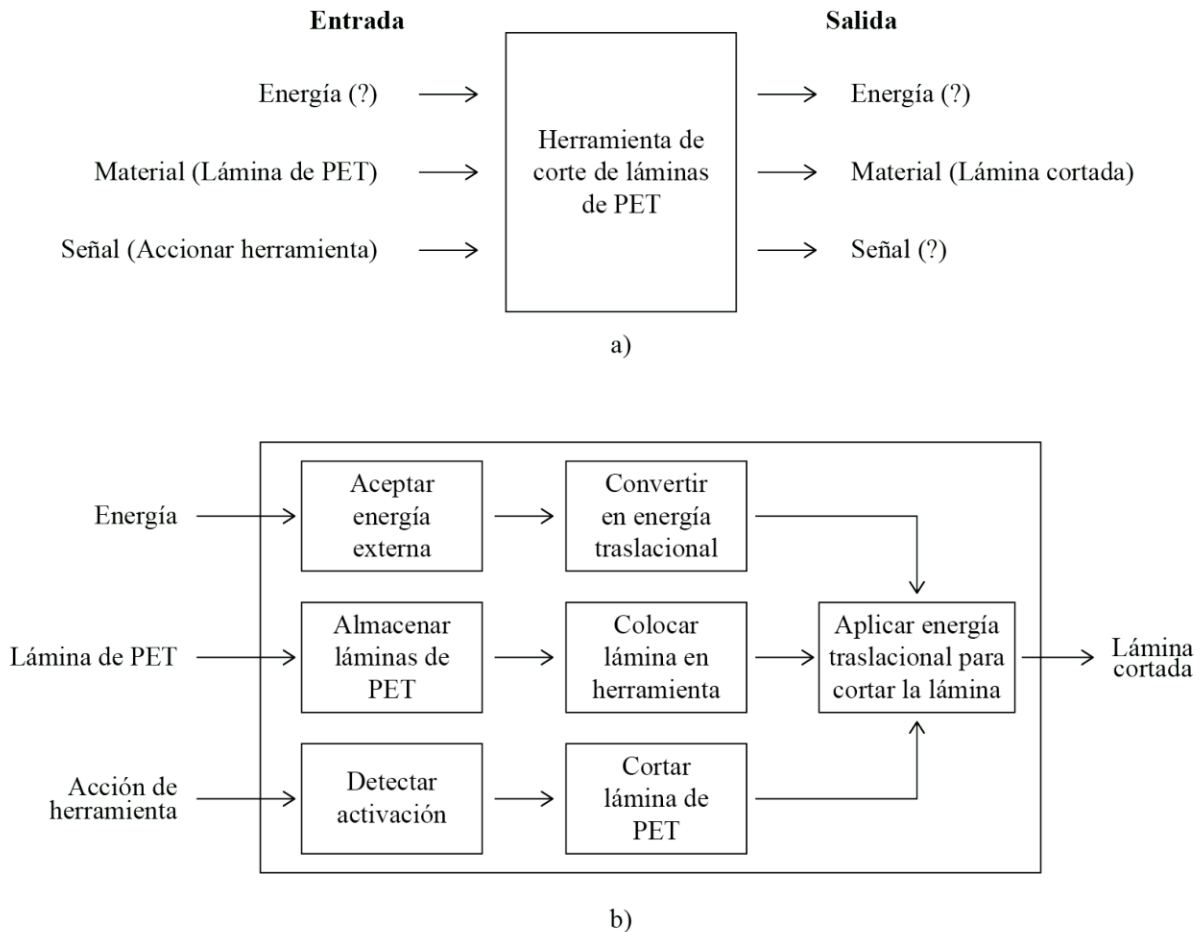 Entrada
Salida
Energía (?)
Energía (?)
Material (Lámina de PET)
Herramienta de
corte de láminas
de PET
Material (Lámina cortada)
Señal (Accionar herramienta)
Señal (?)
a)
Energía
Aceptar
energía
externa
Convertir
en energía
traslacional
Lámina de PET
Almacenar
láminas de
PET
Colocar
lámina en
herramienta
Aplicar energía
traslacional para
cortar la lámina
Lámina
cortada
Acción de
herramienta
Detectar
activación
Cortar
lámina de
PET
b)